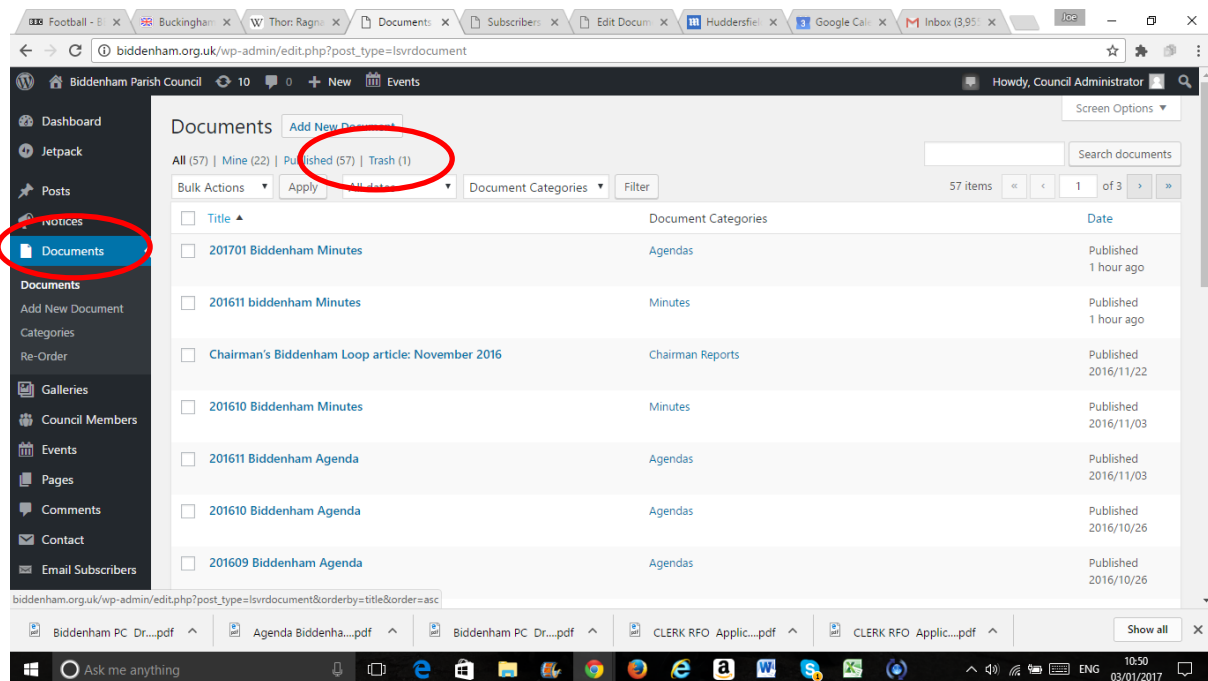 Football - B
Buckingham
Thor: Ragna
Documents
Subscribers
Edit Docum
Huddersfiel
Google Cale
Inbox (3,95
Joe
biddenham.org.uk/wp-admin/edit.php?post_type=lsvrdocument
Biddenham Parish Council 10 0 + New Events Howdy, Council Administrator
Screen Options ▼
Dashboard
Jetpack
Posts
Notices
Documents
Documents
Add New Document
Categories
Re-Order
Galleries
Council Members
Events
Pages
Comments
Contact
Email Subscribers
Documents Add New Document
All (57) | Mine (22) | Published (57) | Trash (1)
Search documents
Bulk Actions Apply All dates Document Categories Filter 57 items « ‹ 1 of 3 › »
Title ▲ Document Categories Date
201701 Biddenham Minutes Agendas Published
1 hour ago
201611 biddenham Minutes Minutes Published
1 hour ago
Chairman's Biddenham Loop article: November 2016 Chairman Reports Published
2016/11/22
201610 Biddenham Minutes Minutes Published
2016/11/03
201611 Biddenham Agenda Agendas Published
2016/11/03
201610 Biddenham Agenda Agendas Published
2016/10/26
201609 Biddenham Agenda Agendas Published
2016/10/26
biddenham.org.uk/wp-admin/edit.php?post_type=lsvrdocument&orderby=title&order=asc
Biddenham PC Dr....pdf
Agenda Biddenha....pdf
Biddenham PC Dr....pdf
CLERK RFO Applic....pdf
CLERK RFO Applic....pdf
Show all
Ask me anything
ENG
10:50
03/01/2017